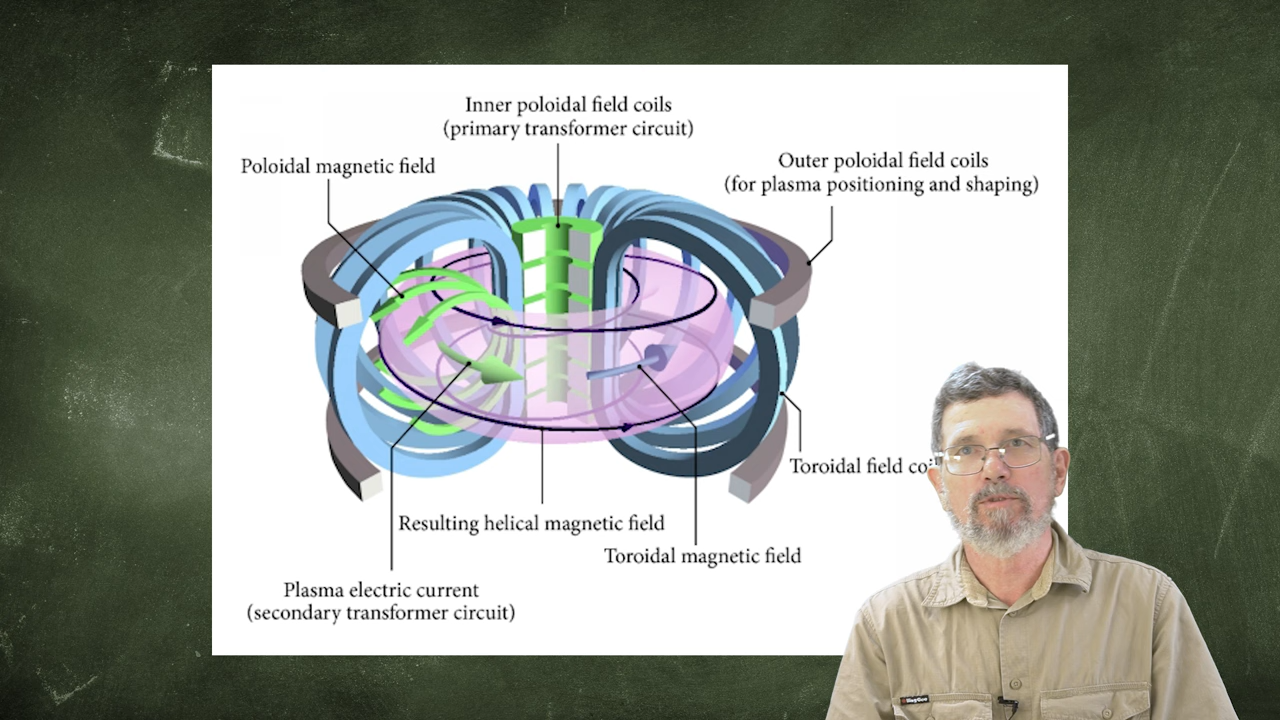 Inner poloidal field coils
(primary transformer circuit)
Poloidal magnetic field
Outer poloidal field coils
(for plasma positioning and shaping)
Toroidal field
Resulting helical magnetic field
Toroidal magnetic field
Plasma electric current
(secondary transformer circuit)